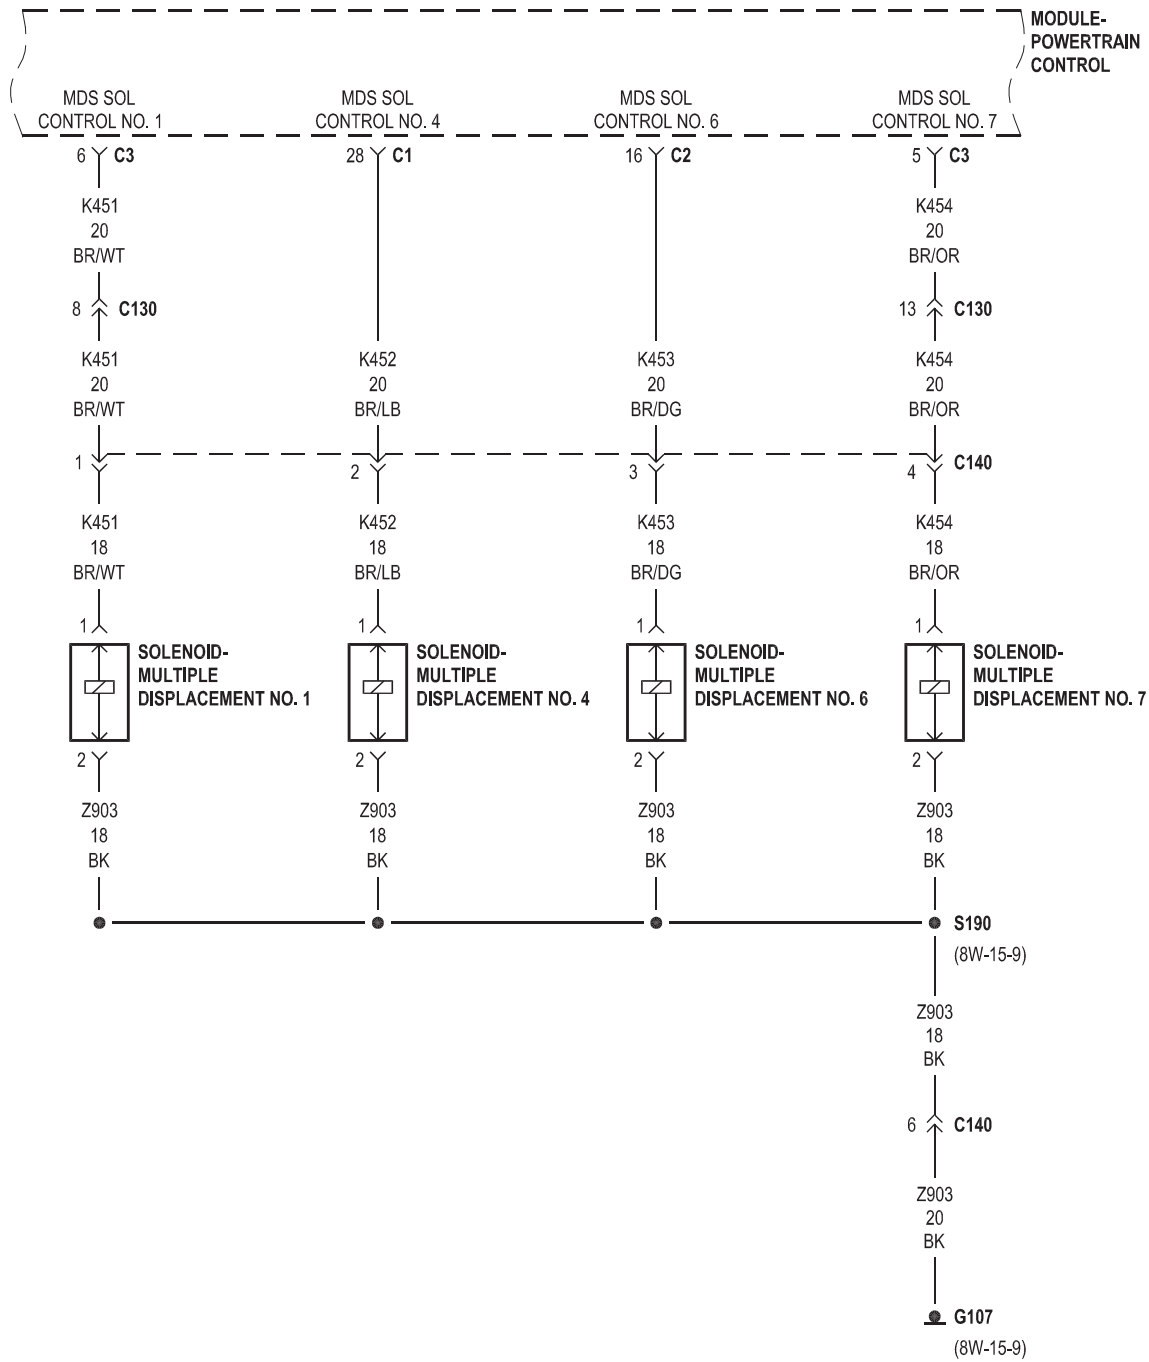 MODULE-
POWERTRAIN
CONTROL
MDS SOL
CONTROL NO. 1
MDS SOL
CONTROL NO. 4
MDS SOL
CONTROL NO. 6
MDS SOL
CONTROL NO. 7
6 C3
28 C1
16 C2
5 C3
K451
20
BR/WT
K454
20
BR/OR
8 C130
13 C130
K451
20
BR/WT
K452
20
BR/LB
K453
20
BR/DG
K454
20
BR/OR
1
2
3
4 C140
K451
18
BR/WT
K452
18
BR/LB
K453
18
BR/DG
K454
18
BR/OR
1
SOLENOID-
MULTIPLE
DISPLACEMENT NO. 1
1
SOLENOID-
MULTIPLE
DISPLACEMENT NO. 4
1
SOLENOID-
MULTIPLE
DISPLACEMENT NO. 6
1
SOLENOID-
MULTIPLE
DISPLACEMENT NO. 7
2
2
2
2
Z903
18
BK
Z903
18
BK
Z903
18
BK
Z903
18
BK
S190
(8W-15-9)
Z903
18
BK
6 C140
Z903
20
BK
G107
(8W-15-9)